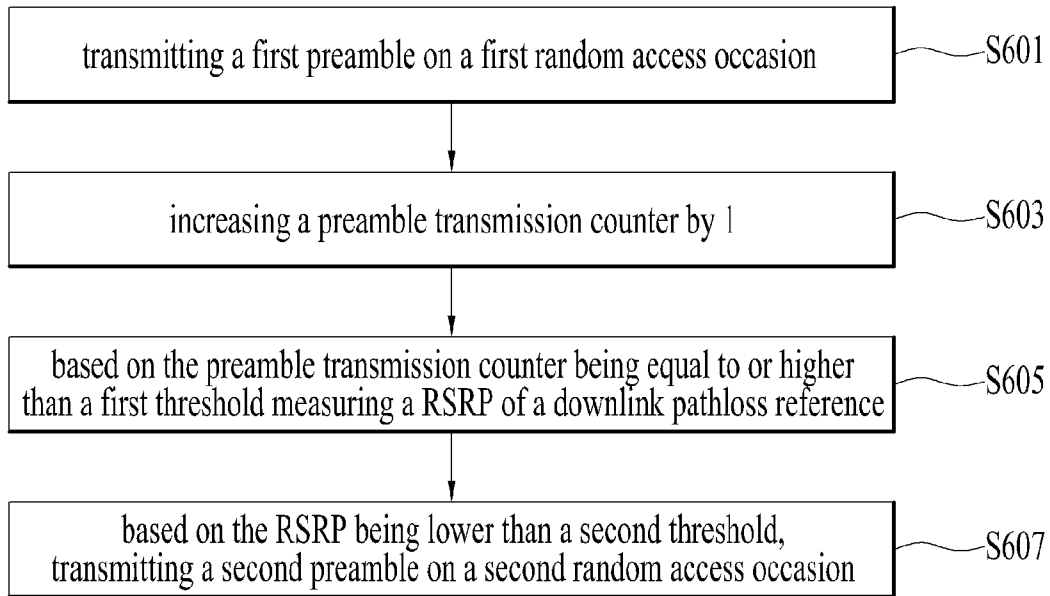 transmitting a first preamble on a first random access occasion
S601
increasing a preamble transmission counter by 1
S603
based on the preamble transmission counter being equal to or higher
than a first threshold measuring a RSRP of a downlink pathloss reference
S605
based on the RSRP being lower than a second threshold,
transmitting a second preamble on a second random access occasion
S607